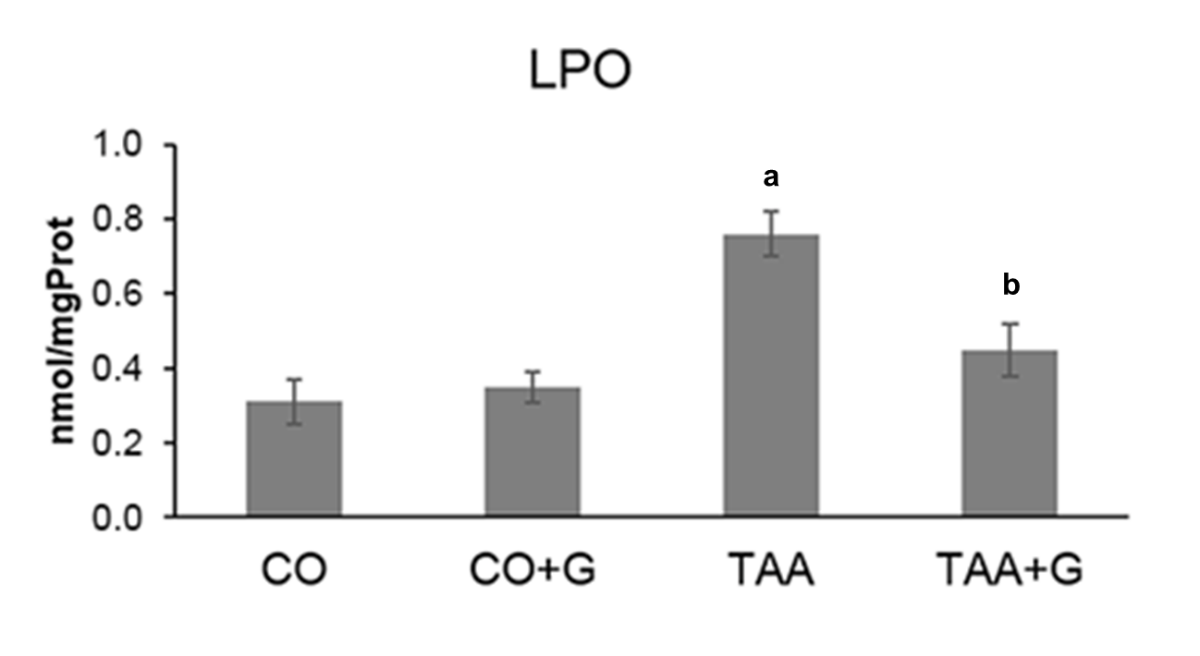 LPO
nmol/mgProt
1.0
0.8
0.6
0.4
0.2
0.0
a
b
CO CO+G TAA TAA+G